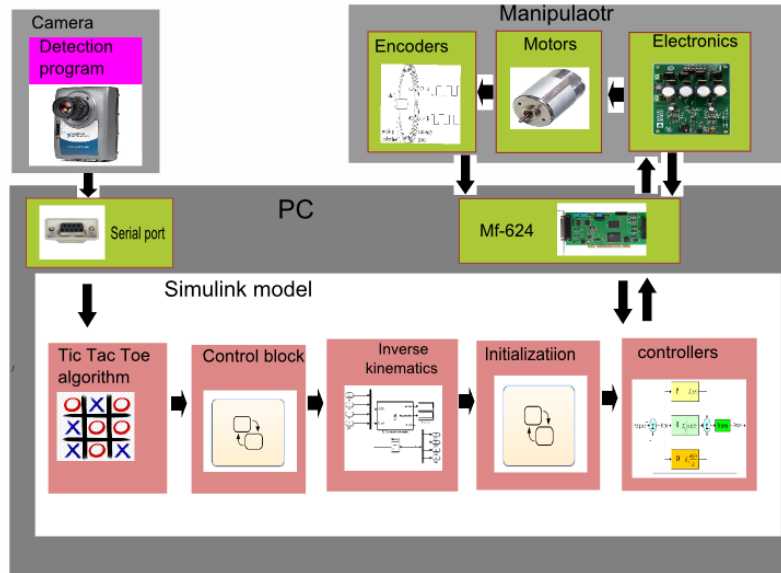 Camera
Detection
program
Manipulaotr
Encoders
Motors
Electronics
PC
Serial port
Mf-624
Simulink model
Tic Tac Toe
algorithm
Control block
Inverse
kinematics
Initializatiion
controllers